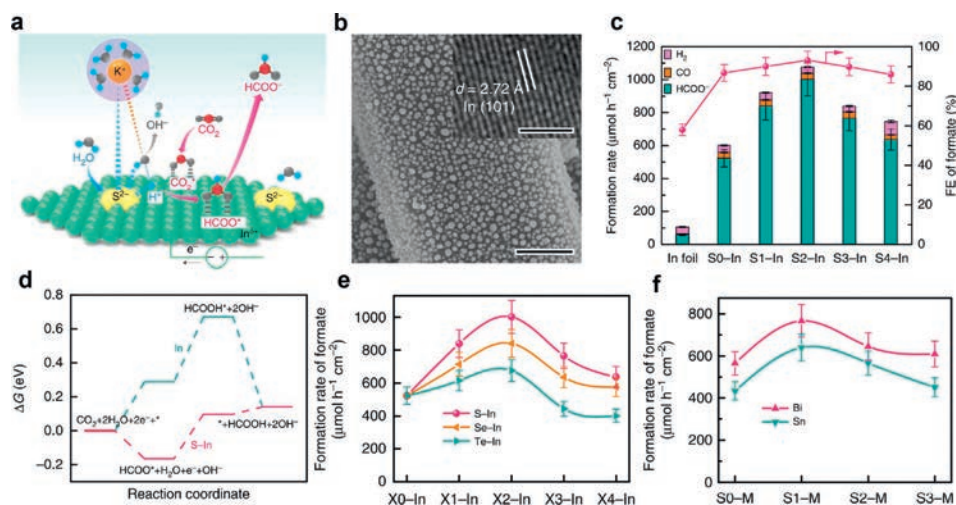 a
K⁺
HCOO⁻
OH⁻
CO₂
H₂O
CO₂*
S²⁻
H*
S²⁻
HCOO*
e⁻
b
d = 2.72 Å
In (101)
c
Formation rate (μmol h⁻¹ cm⁻²)
1200
1000
800
600
400
200
0
H₂
CO
HCOO⁻
100
80
60
40
20
0
FE of formate (%)
In foil S0–In S1–In S2–In S3–In S4–In
d
ΔG (eV)
0.8
0.6
0.4
0.2
0.0
−0.2
HCOOH*+2OH⁻
In
CO₂+2H₂O+2e⁻+*
*+HCOOH+2OH⁻
S–In
HCOO*+H₂O+e⁻+OH⁻
Reaction coordinate
e
Formation rate of formate
(μmol h⁻¹ cm⁻²)
1000
800
600
400
200
0
S–In
Se–In
Te–In
X0–In X1–In X2–In X3–In X4–In
f
Formation rate of formate
(μmol h⁻¹ cm⁻²)
800
600
400
200
0
Bi
Sn
S0–M S1–M S2–M S3–M